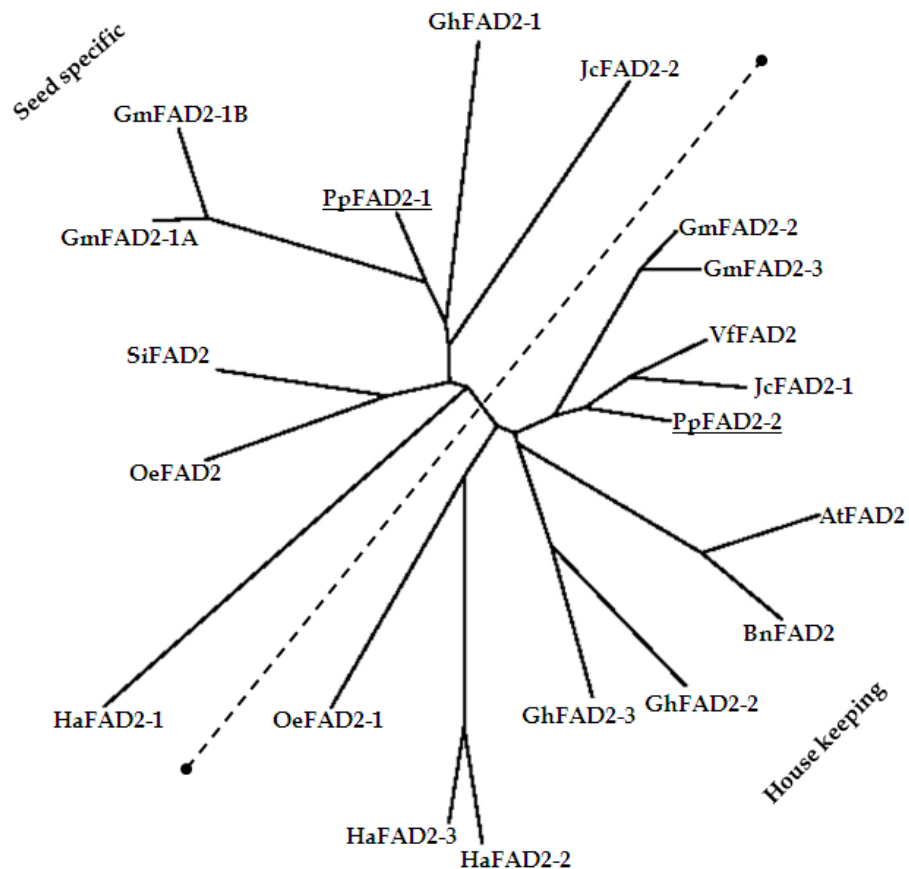 GhFAD2-1
Seed specific
JcFAD2-2
GmFAD2-1B
PpFAD2-1
GmFAD2-1A
GmFAD2-2
GmFAD2-3
VfFAD2
SiFAD2
JcFAD2-1
PpFAD2-2
OeFAD2
AtFAD2
BnFAD2
HaFAD2-1
OeFAD2-1
GhFAD2-3
GhFAD2-2
House keeping
HaFAD2-3
HaFAD2-2